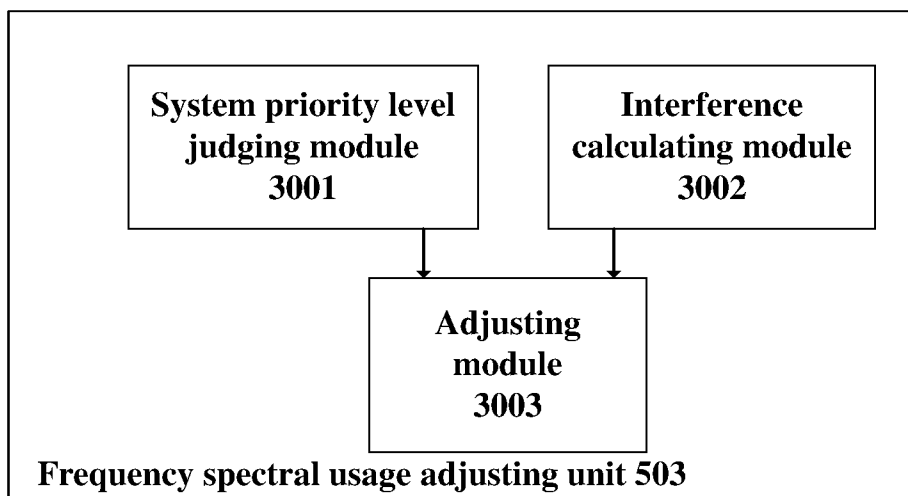 System priority level
judging module
3001
Interference
calculating module
3002
Adjusting
module
3003
Frequency spectral usage adjusting unit 503